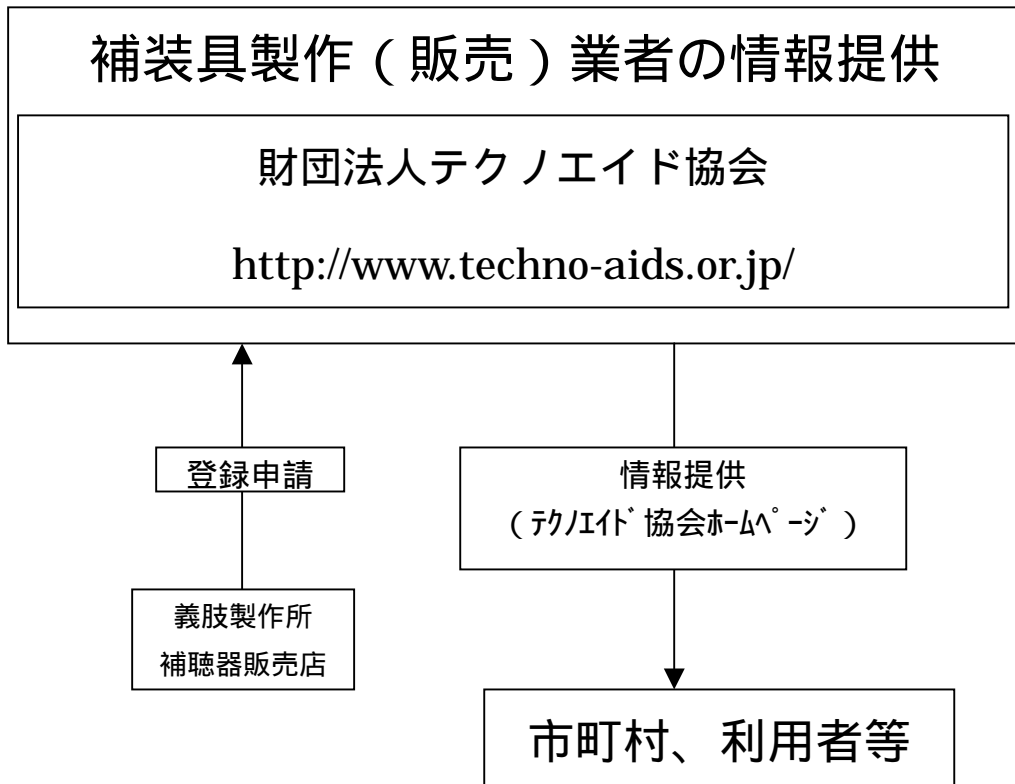 補装具製作(販売)業者の情報提供
財団法人テクノエイド協会
http://www.techno-aids.or.jp/
登録申請
情報提供
(ﾃｸﾉｴｲﾄﾞ協会ﾎｰﾑﾍﾟｰｼﾞ)
義肢製作所
補聴器販売店
市町村、利用者等